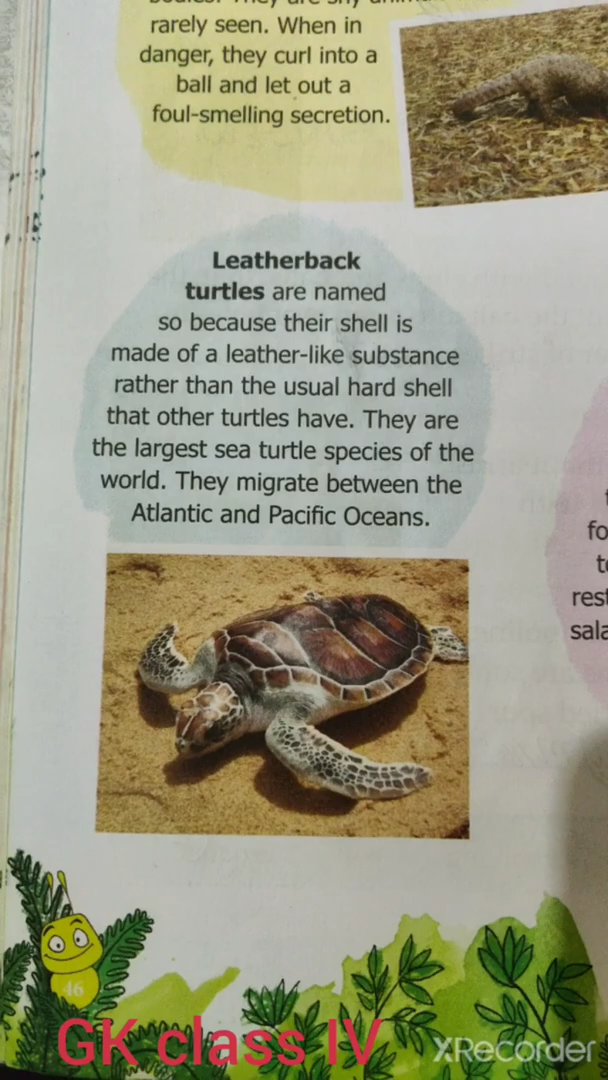 rarely seen. When in
danger, they curl into a
ball and let out a
foul-smelling secretion.
Leatherback
turtles are named
so because their shell is
made of a leather-like substance
rather than the usual hard shell
that other turtles have. They are
the largest sea turtle species of the
world. They migrate between the
Atlantic and Pacific Oceans.
46
GK class IV
XRecorder